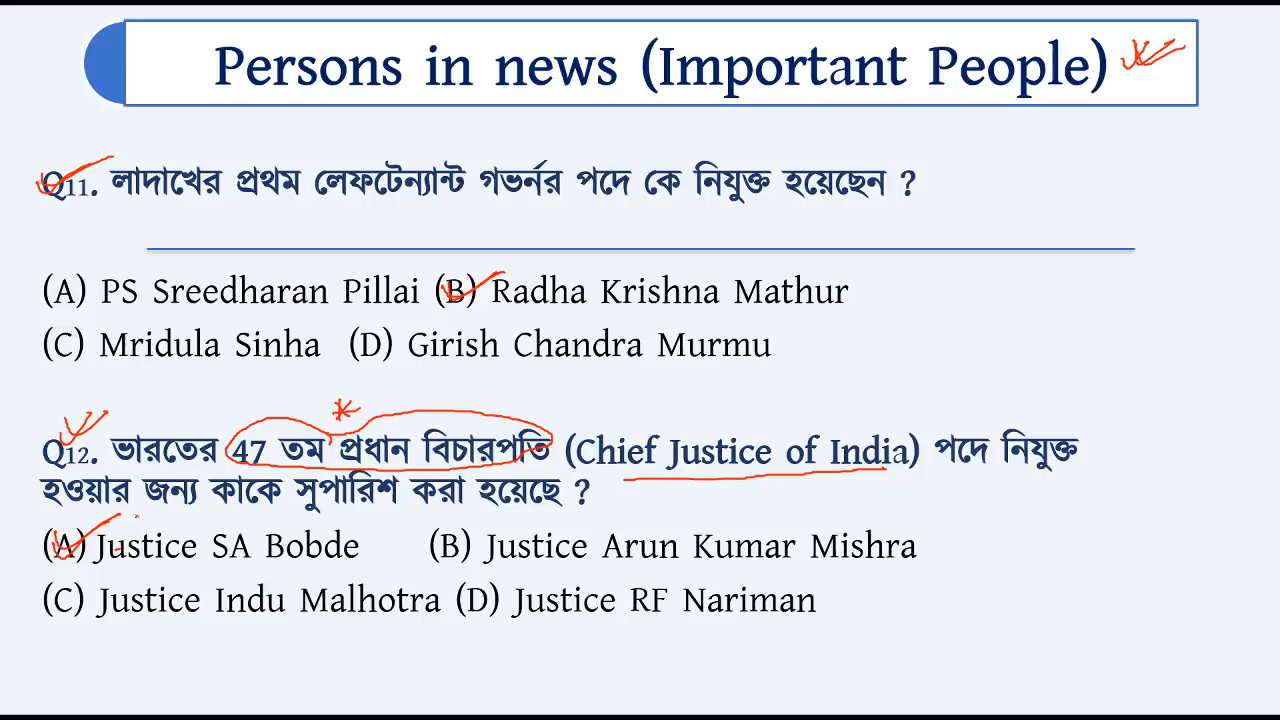 Persons in news (Important People)
Q11. লাদাখের প্রথম লেফটেন্যান্ট গভর্নর পদে কে নিযুক্ত হয়েছেন ?
(A) PS Sreedharan Pillai (B) Radha Krishna Mathur
(C) Mridula Sinha (D) Girish Chandra Murmu
Q12. ভারতের 47 তম প্রধান বিচারপতি (Chief Justice of India) পদে নিযুক্ত
হওয়ার জন্য কাকে সুপারিশ করা হয়েছে ?
(A) Justice SA Bobde (B) Justice Arun Kumar Mishra
(C) Justice Indu Malhotra (D) Justice RF Nariman